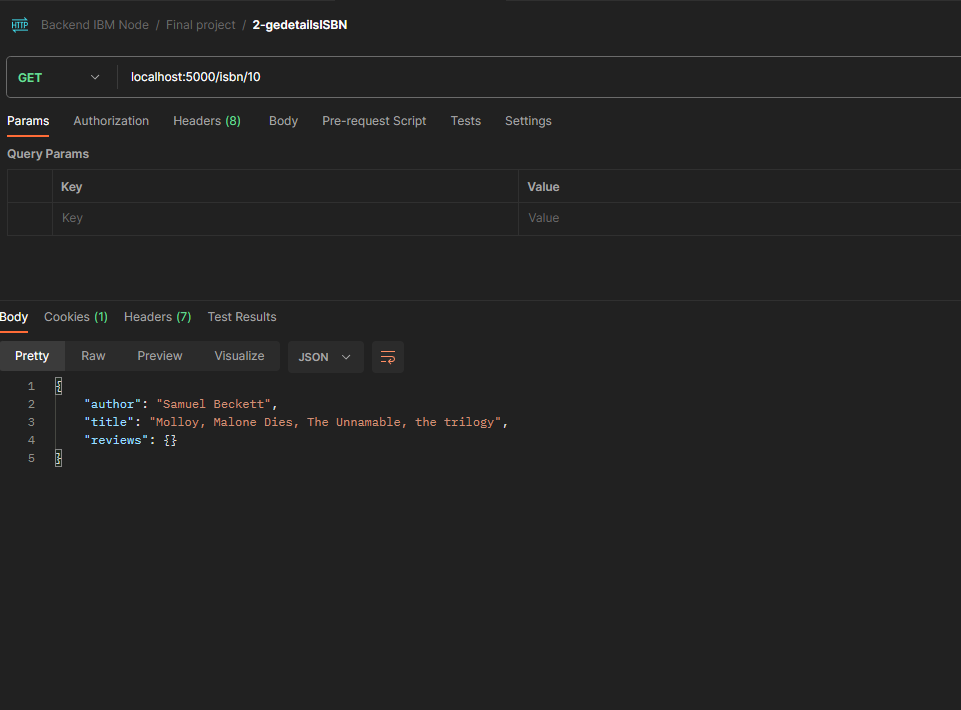 HTTP Backend IBM Node / Final project / 2-gedetailsISBN
GET localhost:5000/isbn/10
Params Authorization Headers (8) Body Pre-request Script Tests Settings
Query Params
Key Value
Key Value
Body Cookies (1) Headers (7) Test Results
Pretty Raw Preview Visualize JSON
1 {
2 "author": "Samuel Beckett",
3 "title": "Molloy, Malone Dies, The Unnamable, the trilogy",
4 "reviews": {}
5 }